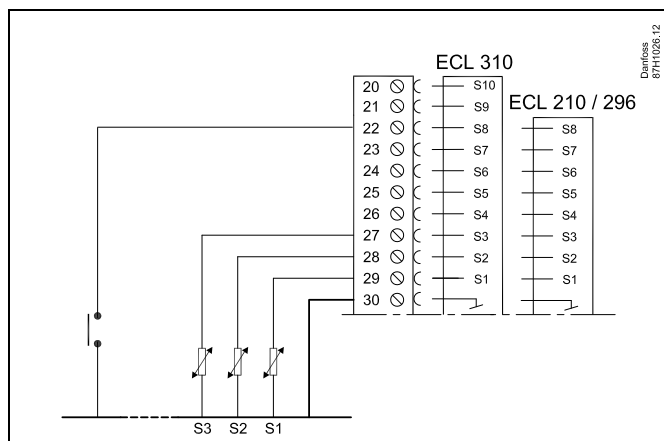 Danfoss
87H1026.12
ECL 310
ECL 210 / 296
20 S10
21 S9
22 S8 S8
23 S7 S7
24 S6 S6
25 S5 S5
26 S4 S4
27 S3 S3
28 S2 S2
29 S1 S1
30
S3 S2 S1